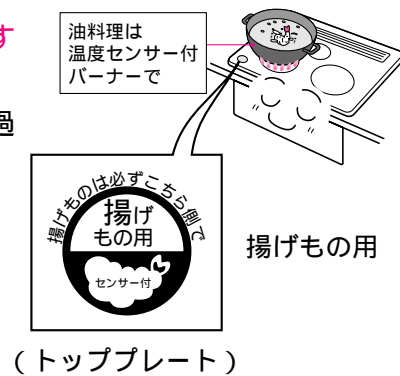 す
過
油料理は
温度センサー付
バーナーで
揚げものは必ずこちら側で
揚げ
もの用
センサー付
揚げもの用
（トッププレート）